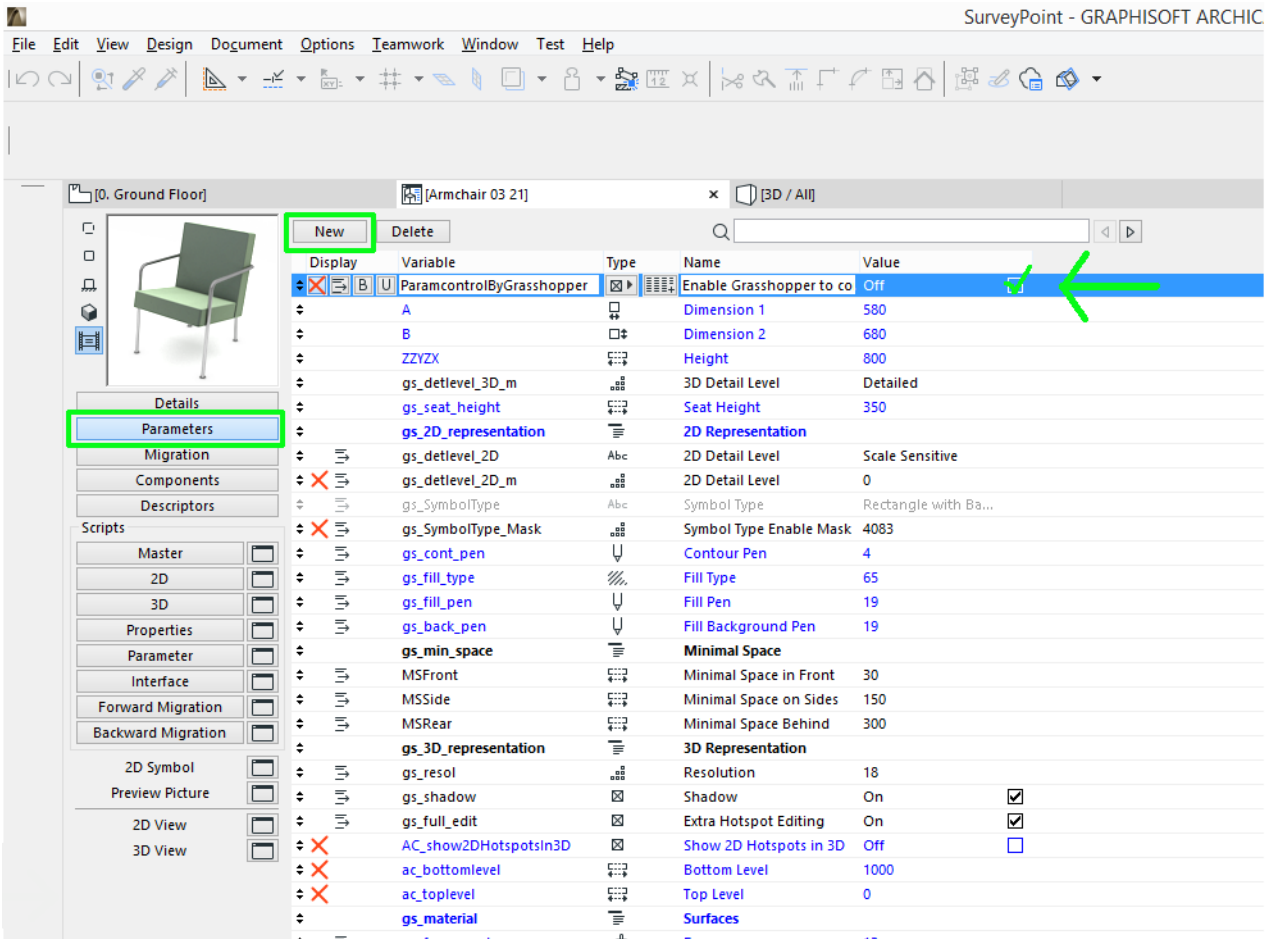 SurveyPoint - GRAPHISOFT ARCHIC
File Edit View Design Document Options Teamwork Window Test Help
[0. Ground Floor] [Armchair 03 21] [3D / All]
New Delete
Display Variable Type Name Value
B U ParamcontrolByGrasshopper Enable Grasshopper to co Off
A Dimension 1 580
B Dimension 2 680
ZZYZX Height 800
gs_detlevel_3D_m 3D Detail Level Detailed
gs_seat_height Seat Height 350
gs_2D_representation 2D Representation
gs_detlevel_2D Abc 2D Detail Level Scale Sensitive
gs_detlevel_2D_m 2D Detail Level 0
gs_SymbolType Abc Symbol Type Rectangle with Ba...
gs_SymbolType_Mask Symbol Type Enable Mask 4083
gs_cont_pen Contour Pen 4
gs_fill_type Fill Type 65
gs_fill_pen Fill Pen 19
gs_back_pen Fill Background Pen 19
gs_min_space Minimal Space
MSFront Minimal Space in Front 30
MSSide Minimal Space on Sides 150
MSRear Minimal Space Behind 300
gs_3D_representation 3D Representation
gs_resol Resolution 18
gs_shadow Shadow On
gs_full_edit Extra Hotspot Editing On
AC_show2DHotspotsIn3D Show 2D Hotspots in 3D Off
ac_bottomlevel Bottom Level 1000
ac_toplevel Top Level 0
gs_material Surfaces
Details
Parameters
Migration
Components
Descriptors
Scripts
Master
2D
3D
Properties
Parameter
Interface
Forward Migration
Backward Migration
2D Symbol
Preview Picture
2D View
3D View